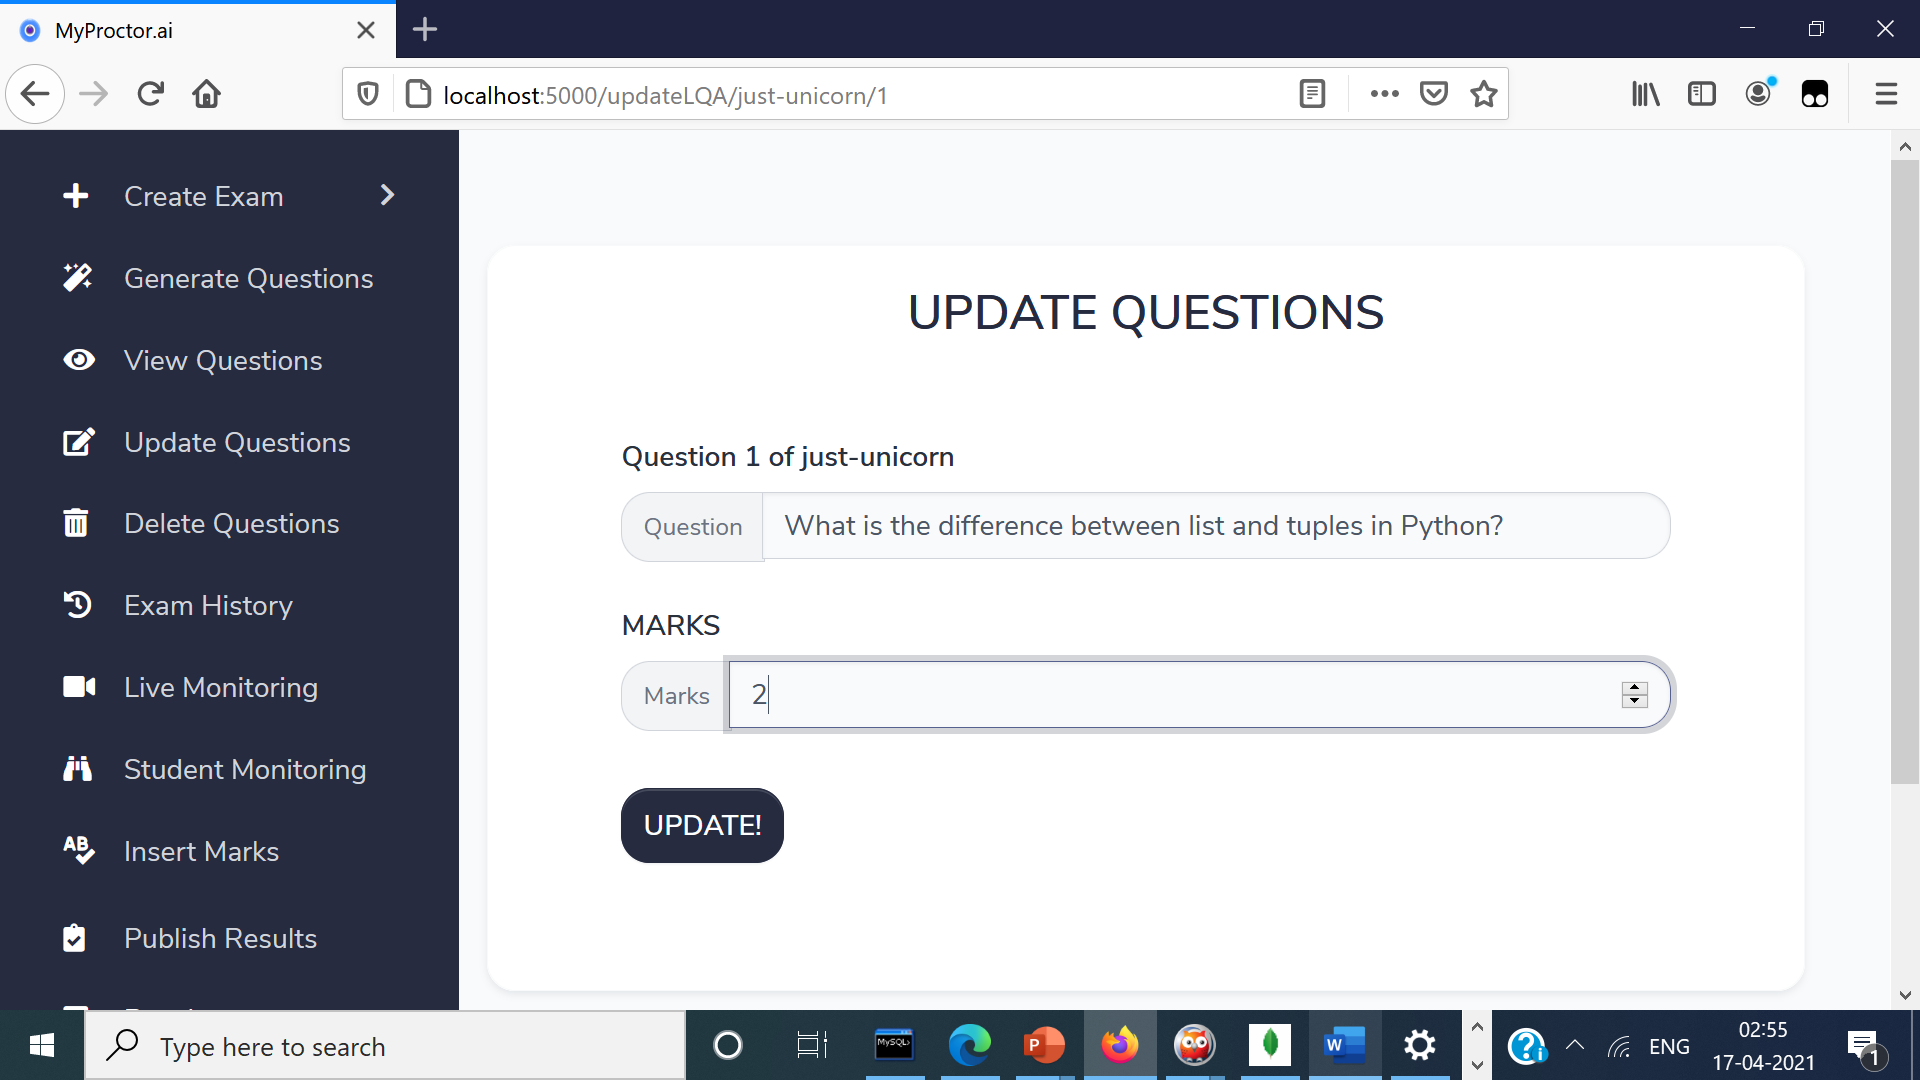 MyProctor.ai
localhost:5000/updateLQA/just-unicorn/1
Create Exam
Generate Questions
View Questions
Update Questions
Delete Questions
Exam History
Live Monitoring
Student Monitoring
AB Insert Marks
Publish Results
UPDATE QUESTIONS
Question 1 of just-unicorn
Question What is the difference between list and tuples in Python?
MARKS
Marks 2
UPDATE!
Type here to search
MySQL>
P
W
?
i
ENG
02:55
17-04-2021
1